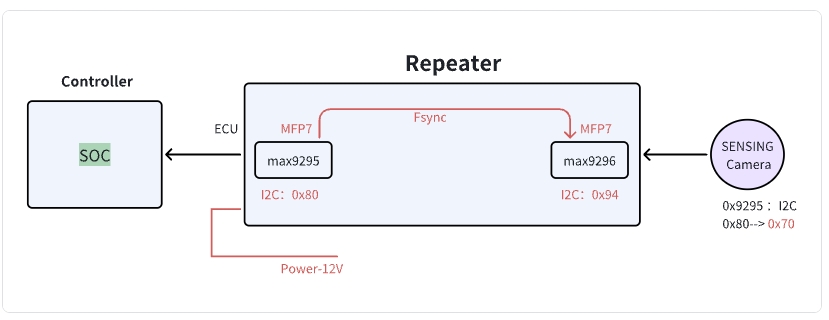 Repeater
Controller
SOC
ECU
MFP7
Fsync
MFP7
max9295
max9296
I2C： 0x80
I2C： 0x94
SENSING
Camera
0x9295 ： I2C
0x80--> 0x70
Power-12V